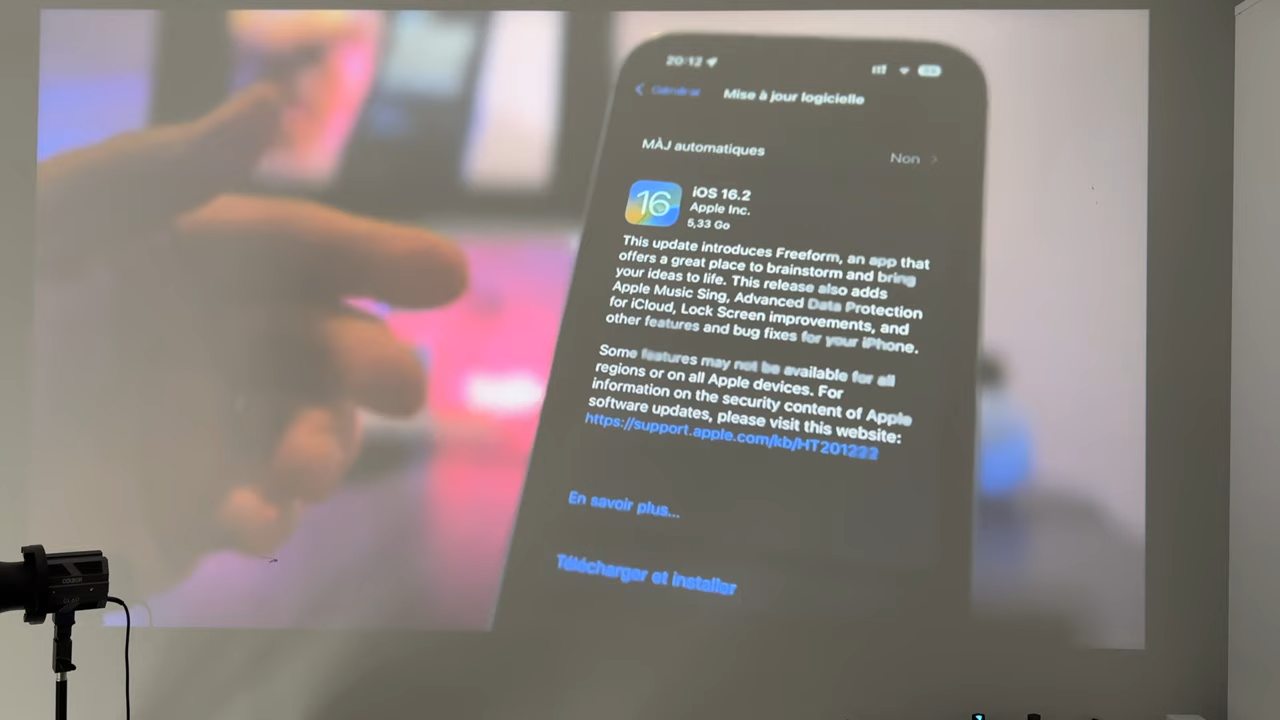 20:12
Général
Mise à jour logicielle
MÀJ automatiques
Non
16
iOS 16.2
Apple Inc.
5,33 Go
This update introduces Freeform, an app that
offers a great place to brainstorm and bring
your ideas to life. This release also adds
Apple Music Sing, Advanced Data Protection
for iCloud, Lock Screen improvements, and
other features and bug fixes for your iPhone.
Some features may not be available for all
regions or on all Apple devices. For
information on the security content of Apple
software updates, please visit this website:
https://support.apple.com/kb/HT201222
En savoir plus...
Télécharger et installer
COLBOR